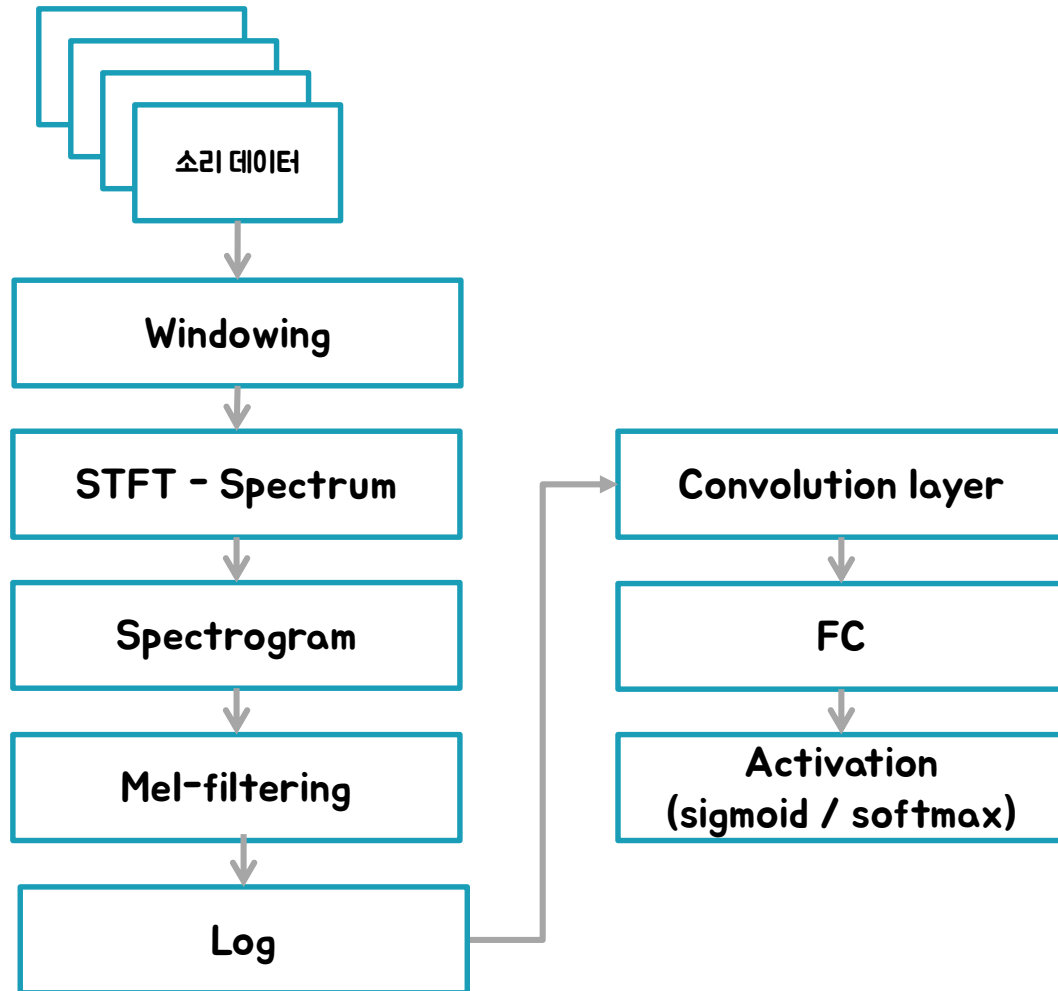 소리 데이터
Windowing
STFT - Spectrum
Spectrogram
Mel-filtering
Log
Convolution layer
FC
Activation
(sigmoid / softmax)